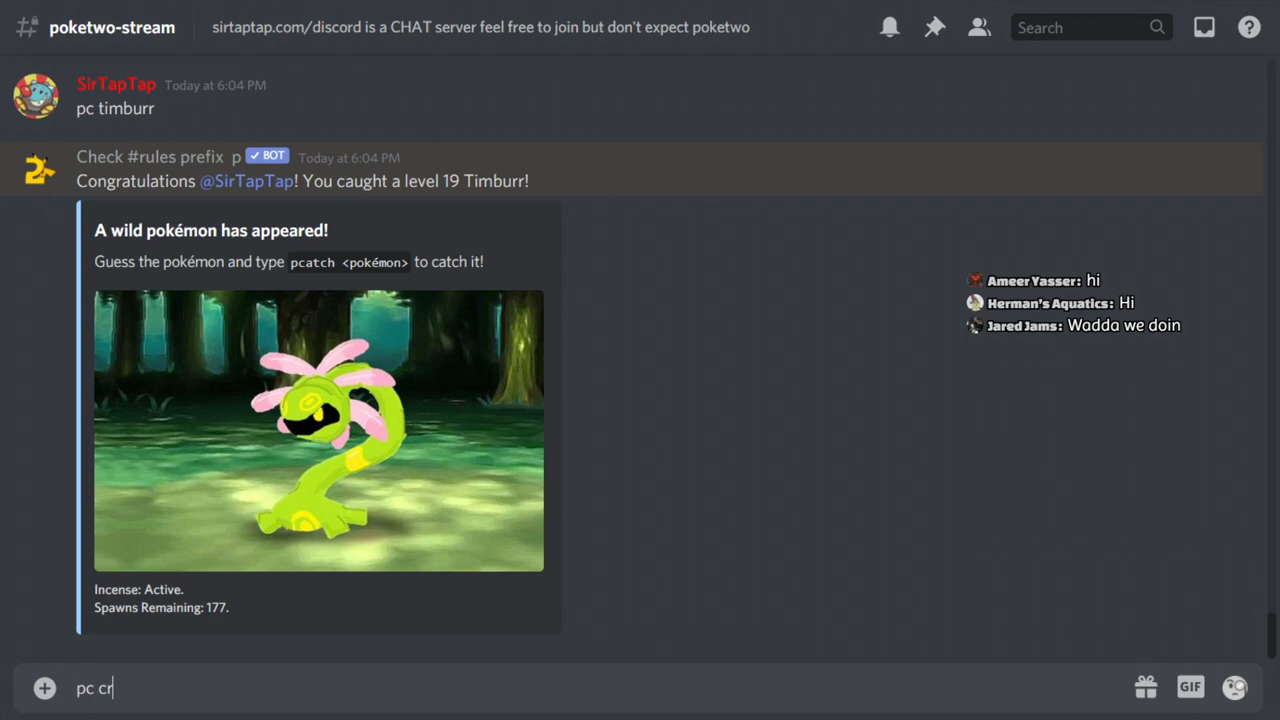 poketwo-stream
sirtaptap.com/discord is a CHAT server feel free to join but don't expect poketwo
Search
SirTapTap Today at 6:04 PM
pc timburr
Check #rules prefix p BOT Today at 6:04 PM
Congratulations @SirTapTap! You caught a level 19 Timburr!
A wild pokémon has appeared!
Guess the pokémon and type pcatch <pokémon> to catch it!
Ameer Yasser: hi
Herman's Aquatics: Hi
Jared Jams: Wadda we doin
Incense: Active.
Spawns Remaining: 177.
pc cr
GIF